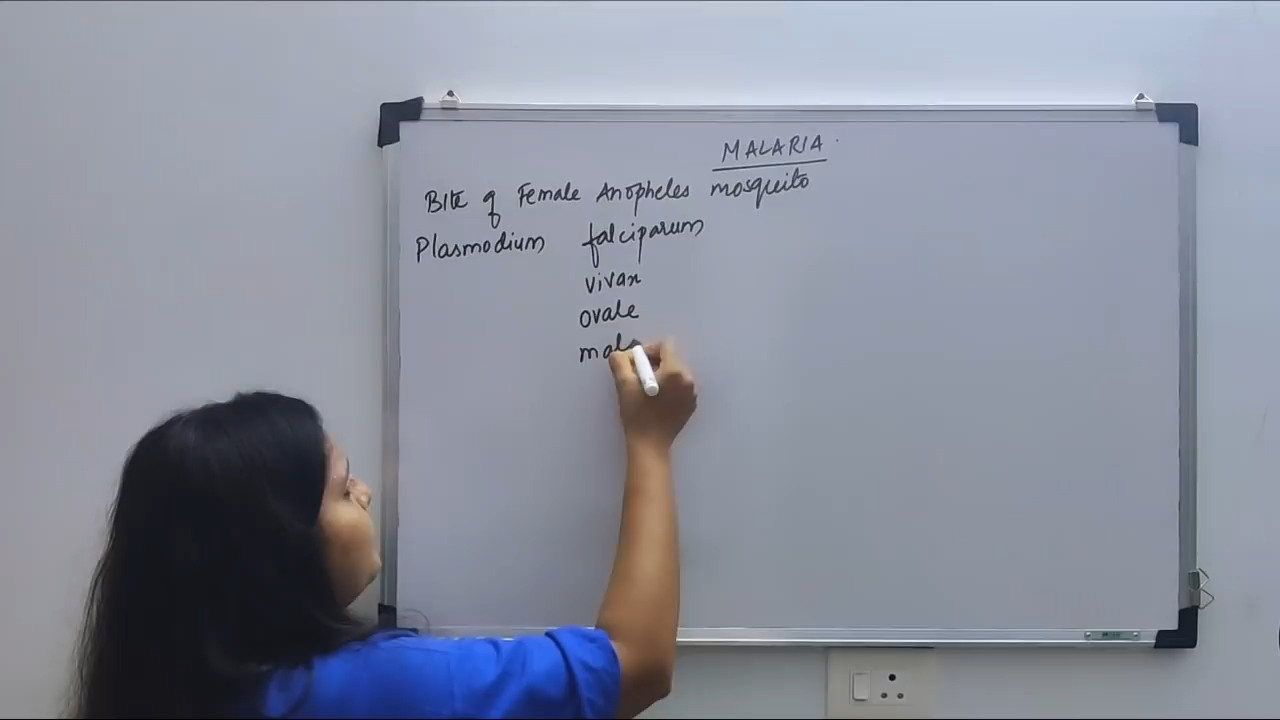 MALARIA
Bite of Female Anopheles mosquito
Plasmodium falciparum
vivax
ovale
mal